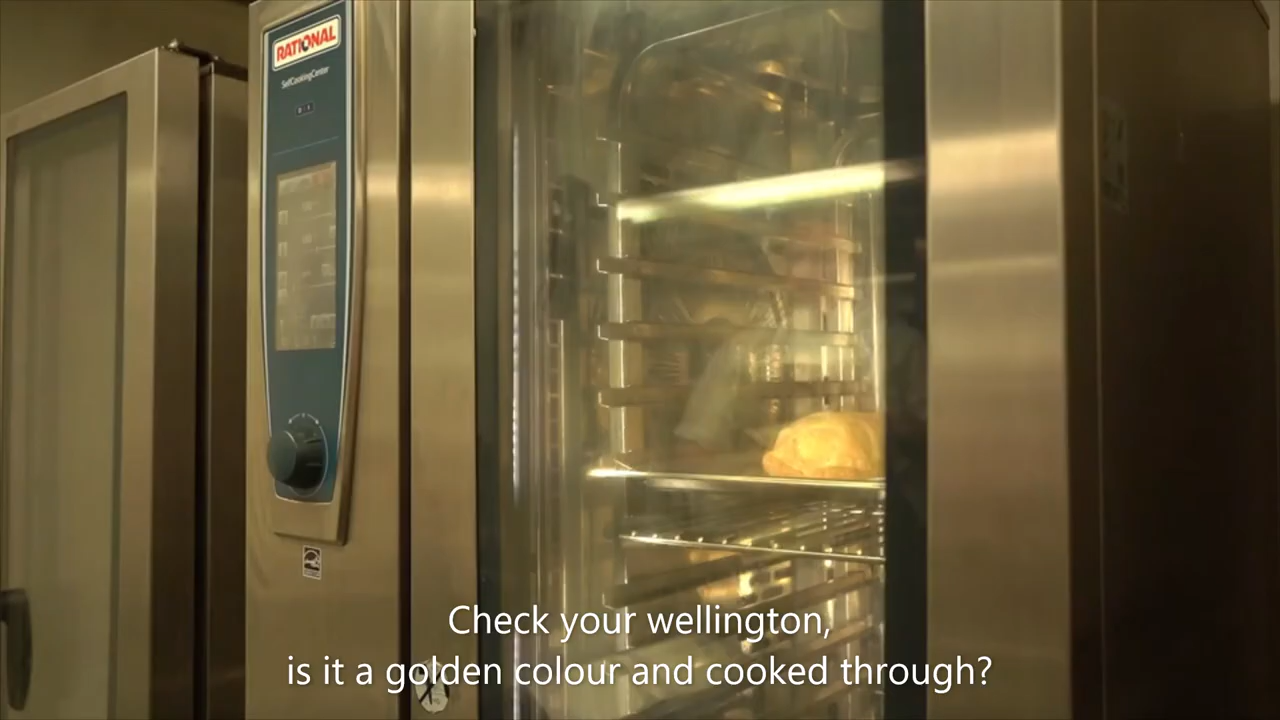 RATIONAL
SelfCookingCenter
Check your wellington,
is it a golden colour and cooked through?